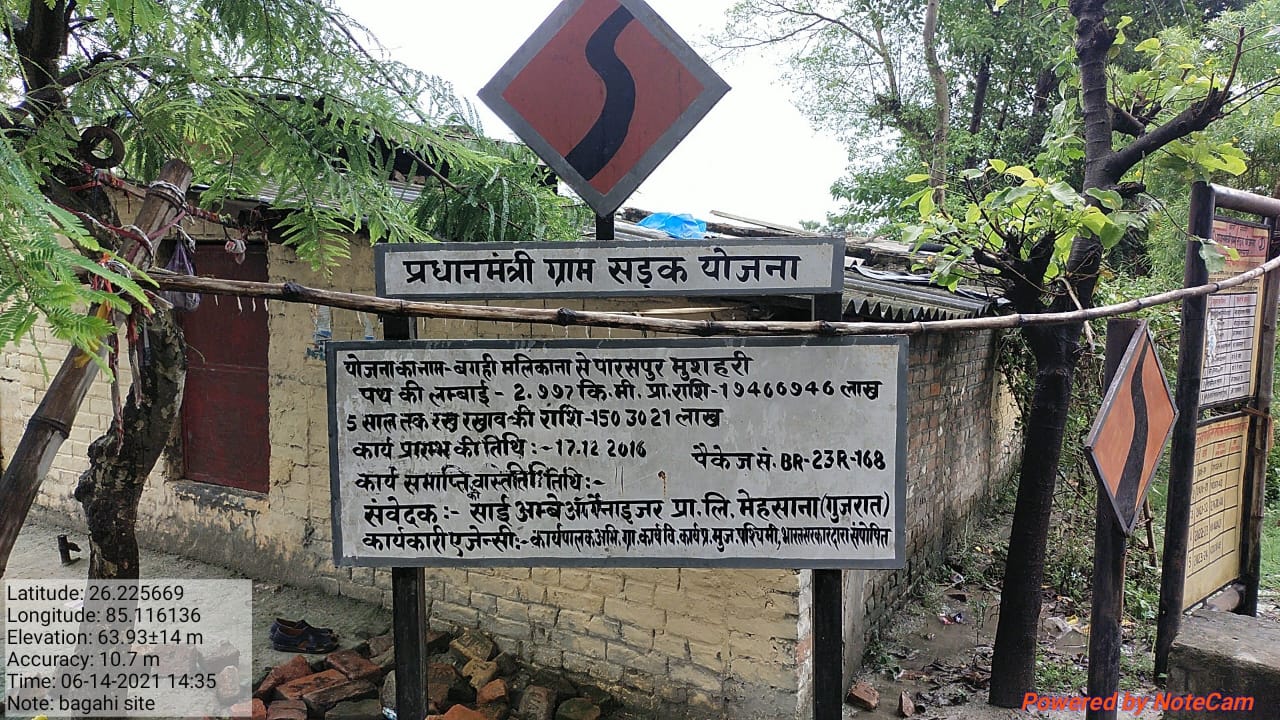 प्रधानमंत्री ग्राम सड़क योजना
योजना का नाम- बगही मलिकाना से पारसपुर मुशहरी
पथ की लम्बाई - 2.997 कि.मी. प्रा.राशि-19466946 लाख
5 साल तक रख रखाव की राशि-1503021 लाख
कार्य प्रारम्भ की तिथि :- -17.12 2016 पैकेज सं. BR-23R-168
कार्य समाप्ति तिथि:-
संवेदक:- साई अम्बे ऑर्गेनाइजर प्रा.लि. मेहसाना(गुजरात)
कार्यकारी एजेन्सी:- कार्यपालक अभि. ग्रा.कार्य वि. कार्य प्र. मुज. पश्चिमी, भारत सरकार द्वारा संपोषित
Latitude: 26.225669
Longitude: 85.116136
Elevation: 63.93±14 m
Accuracy: 10.7 m
Time: 06-14-2021 14:35
Note: bagahi site
Powered by NoteCam